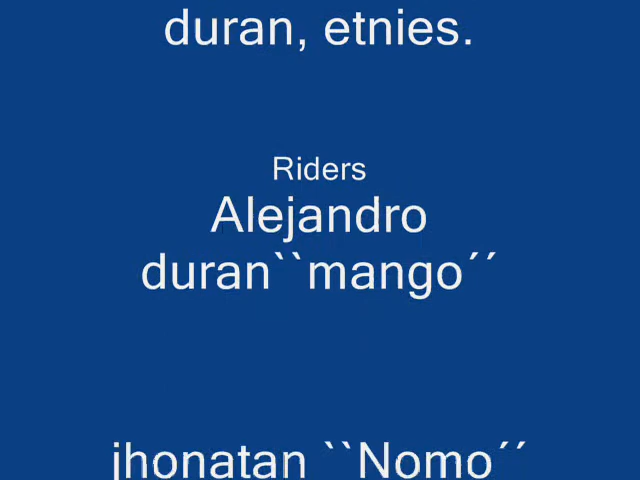 duran, etnies.
Riders
Alejandro
duran``mango´´
jhonatan ``Nomo´´